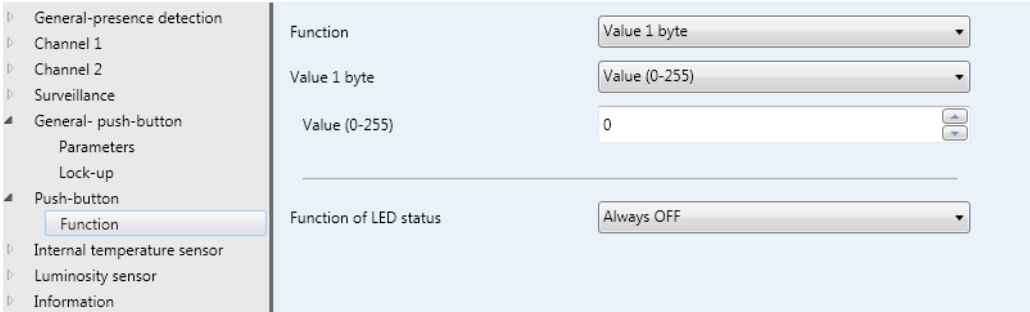 General-presence detection
Channel 1
Channel 2
Surveillance
General- push-button
Parameters
Lock-up
Push-button
Function
Internal temperature sensor
Luminosity sensor
Information
Function Value 1 byte
Value 1 byte Value (0-255)
Value (0-255) 0
Function of LED status Always OFF